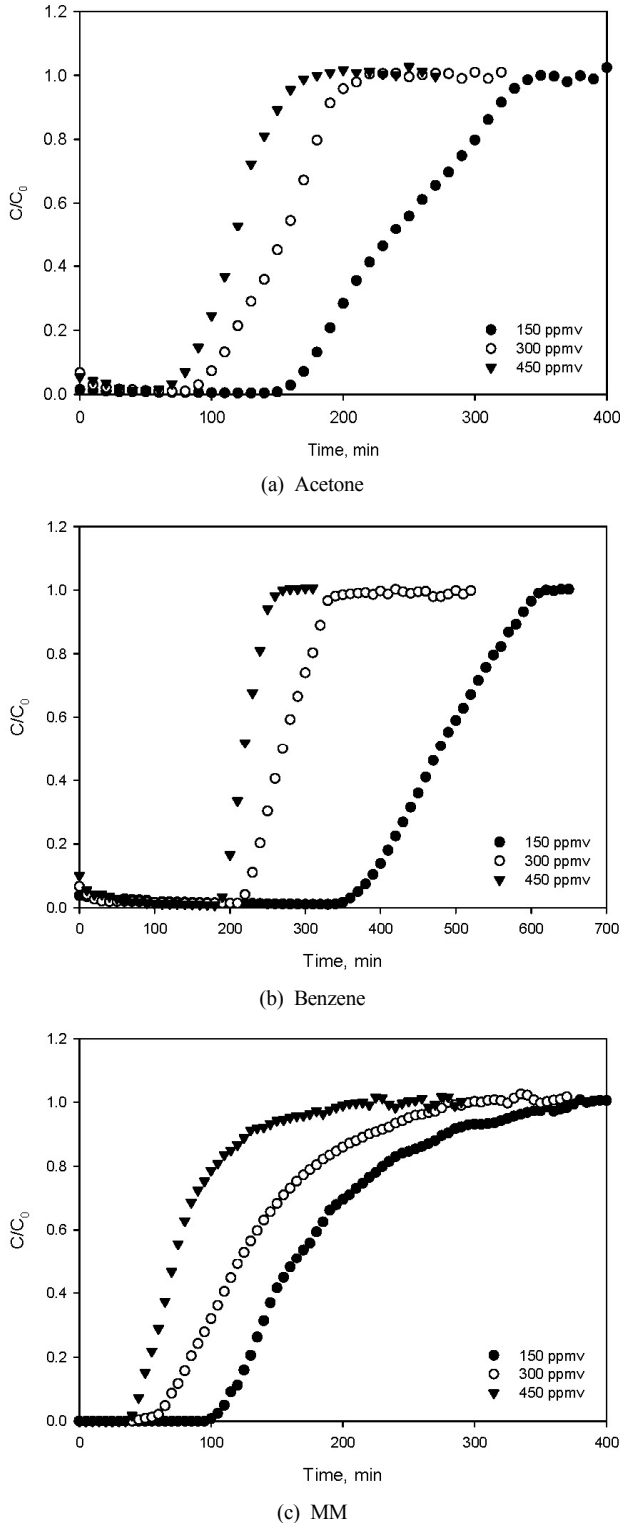 1.2
1.0
0.8
0.6
0.4
0.2
0.0
C/C0
150 ppmv
300 ppmv
450 ppmv
0 100 200 300 400
Time, min
(a) Acetone
1.2
1.0
0.8
0.6
0.4
0.2
0.0
C/C0
150 ppmv
300 ppmv
450 ppmv
0 100 200 300 400 500 600 700
Time, min
(b) Benzene
1.2
1.0
0.8
0.6
0.4
0.2
0.0
C/C0
150 ppmv
300 ppmv
450 ppmv
0 100 200 300 400
Time, min
(c) MM